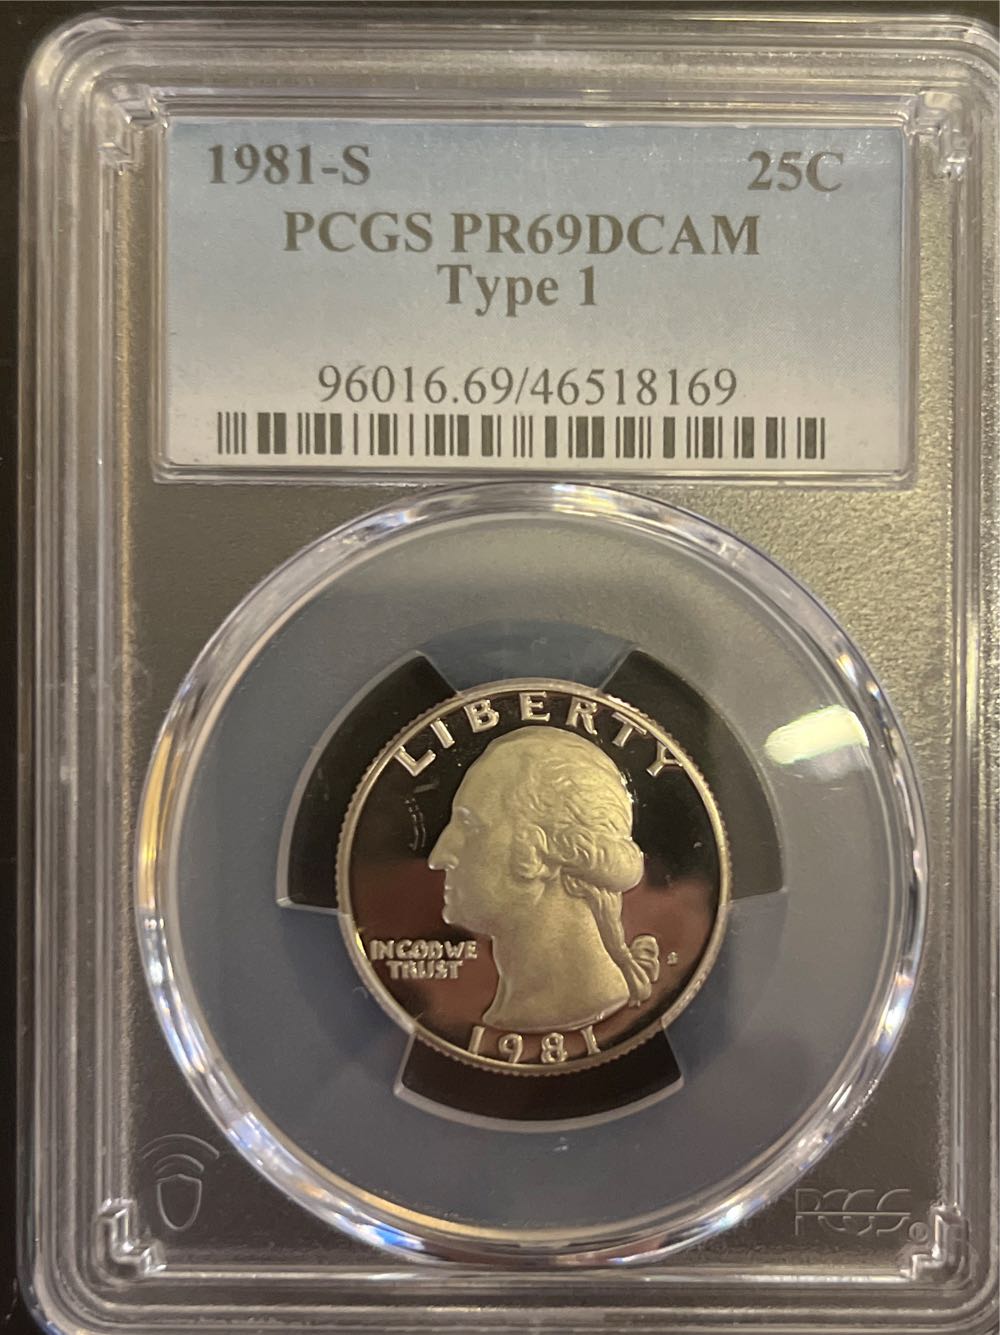 1981-S 25C
PCGS PR69DCAM
Type 1
96016.69/46518169
LIBERTY
IN GOD WE
TRUST
S
1981
PCGS